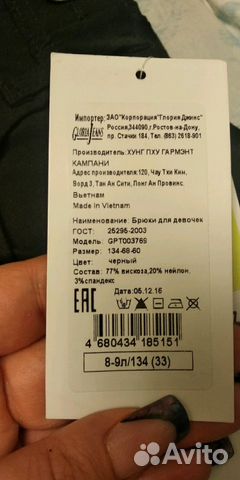 Импортер: ЗАО"Корпорация"Глория Джинс"
Россия,344090,г.Ростов-на-Дону,
пр. Стачки 184, Тел. (863) 2618-901
GLORIA JEANS
Производитель: ХУНГ ПХУ ГАРМЭНТ
КАМПАНИ
Адрес производителя:120, Чау Тхи Кин,
Ворд 3, Тан Ан Сити, Лонг Ан Провинс,
Вьетнам
Made in Vietnam
Наименование: Брюки для девочек
ГОСТ: 25295-2003
Модель: GPT003769
Размер: 134-68-60
Цвет: черный
Состав: 77% вискоза,20% нейлон,
3%спандекс
Дата:05.12.16
ЕАС
4 680434 185151
8-9л/134 (33)
Avito